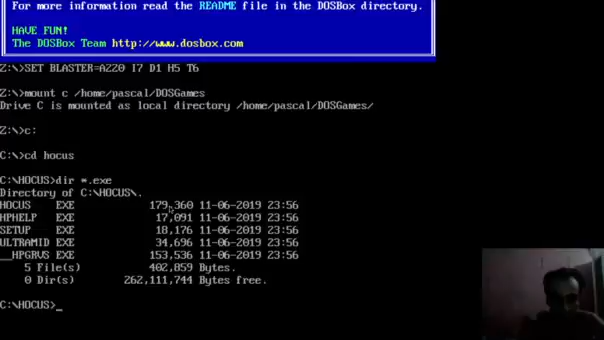 For more information read the README file in the DOSBox directory.
HAVE FUN!
The DOSBox Team http://www.dosbox.com
Z:\>SET BLASTER=A220 I7 D1 H5 T6
Z:\>mount c /home/pascal/DOSGames
Drive C is mounted as local directory /home/pascal/DOSGames/
Z:\>c:
C:\>cd hocus
C:\HOCUS>dir *.exe
Directory of C:\HOCUS\.
HOCUS EXE 179,360 11-06-2019 23:56
HPHELP EXE 17,091 11-06-2019 23:56
SETUP EXE 18,176 11-06-2019 23:56
ULTRAMID EXE 34,696 11-06-2019 23:56
__HPGRVS EXE 153,536 11-06-2019 23:56
5 File(s) 402,859 Bytes.
0 Dir(s) 262,111,744 Bytes free.
C:\HOCUS>_